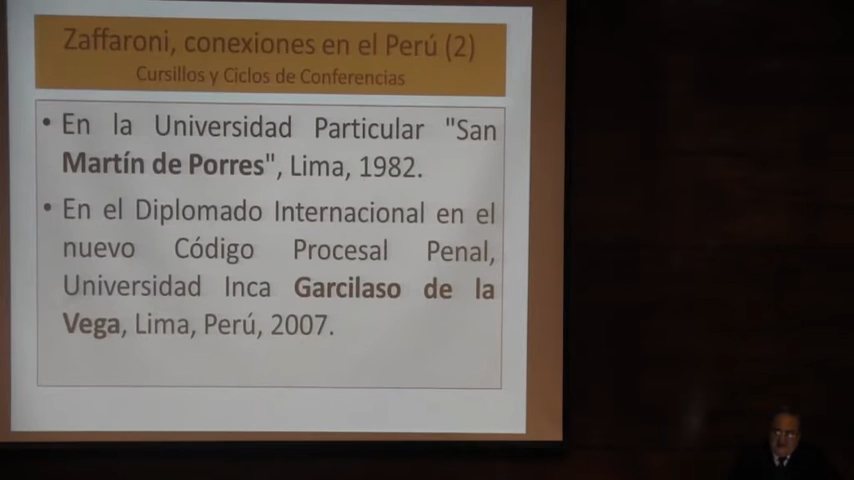 Zaffaroni, conexiones en el Perú (2)
Cursillos y Ciclos de Conferencias
• En la Universidad Particular "San
Martín de Porres", Lima, 1982.
• En el Diplomado Internacional en el
nuevo Código Procesal Penal,
Universidad Inca Garcilaso de la
Vega, Lima, Perú, 2007.